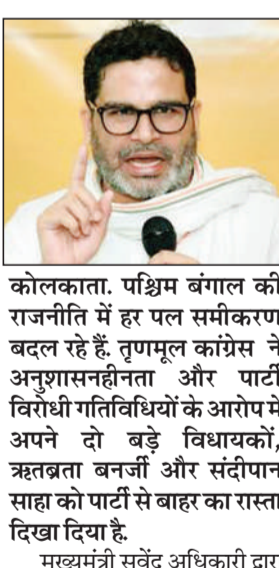 कोलकाता. पश्चिम बंगाल की
राजनीति में हर पल समीकरण
बदल रहे हैं. तृणमूल कांग्रेस ने
अनुशासनहीनता और पार्टी
विरोधी गतिविधियों के आरोप में
अपने दो बड़े विधायकों,
ऋतब्रता बनर्जी और संदीपान
साहा को पार्टी से बाहर का रास्ता
दिखा दिया है.
मुख्यमंत्री सुवेंदु अधिकारी द्वारा